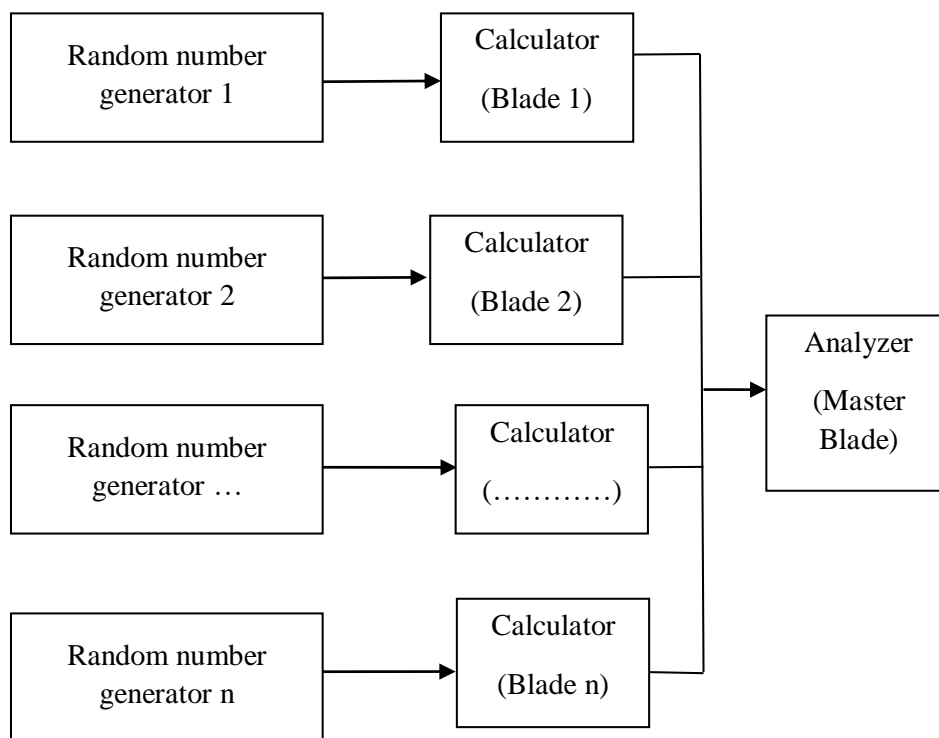 Random number
generator 1
Calculator
(Blade 1)
Random number
generator 2
Calculator
(Blade 2)
Random number
generator …
Calculator
(…………)
Random number
generator n
Calculator
(Blade n)
Analyzer
(Master
Blade)